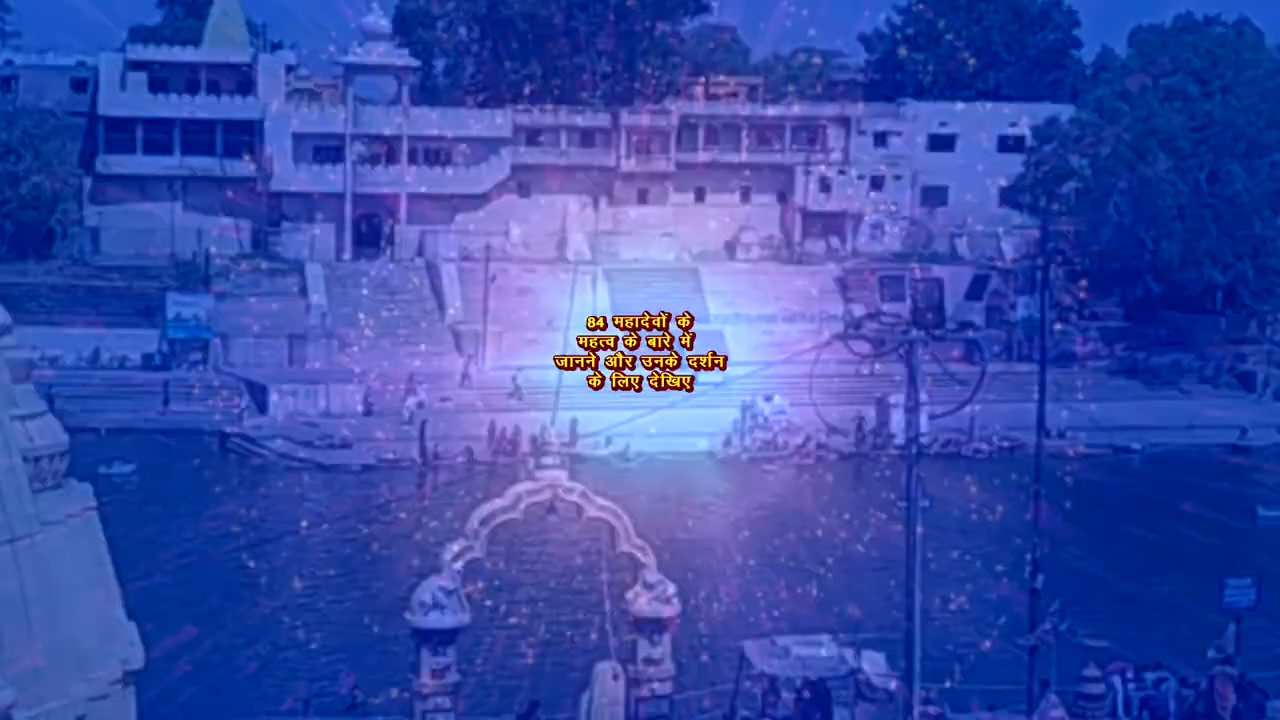 84 महादेवों के
महत्व के बारे में
जानने और उनके दर्शन
के लिए देखिए